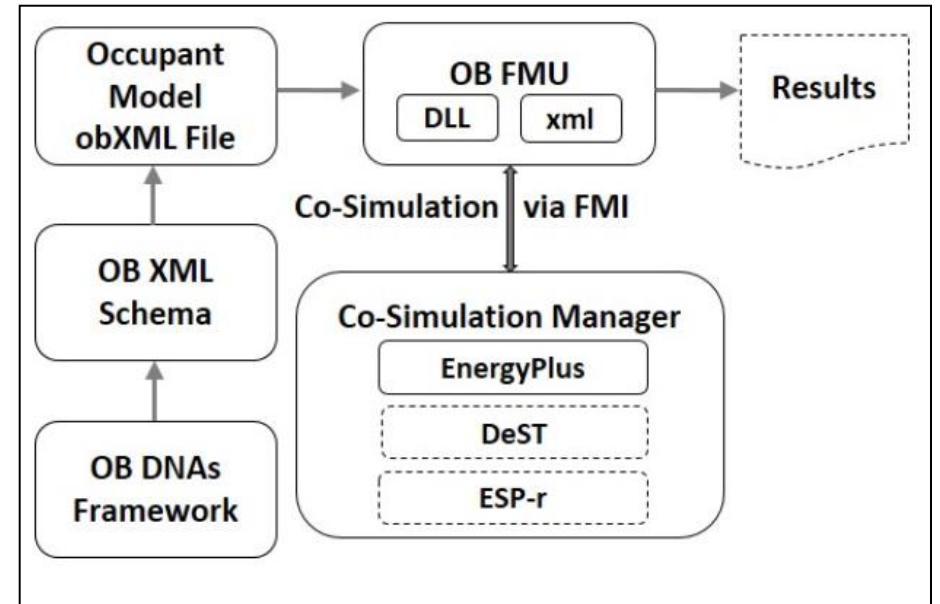 Occupant
Model
obXML File
OB FMU
DLL
xml
Results
Co-Simulation via FMI
OB XML
Schema
Co-Simulation Manager
EnergyPlus
DeST
ESP-r
OB DNAs
Framework